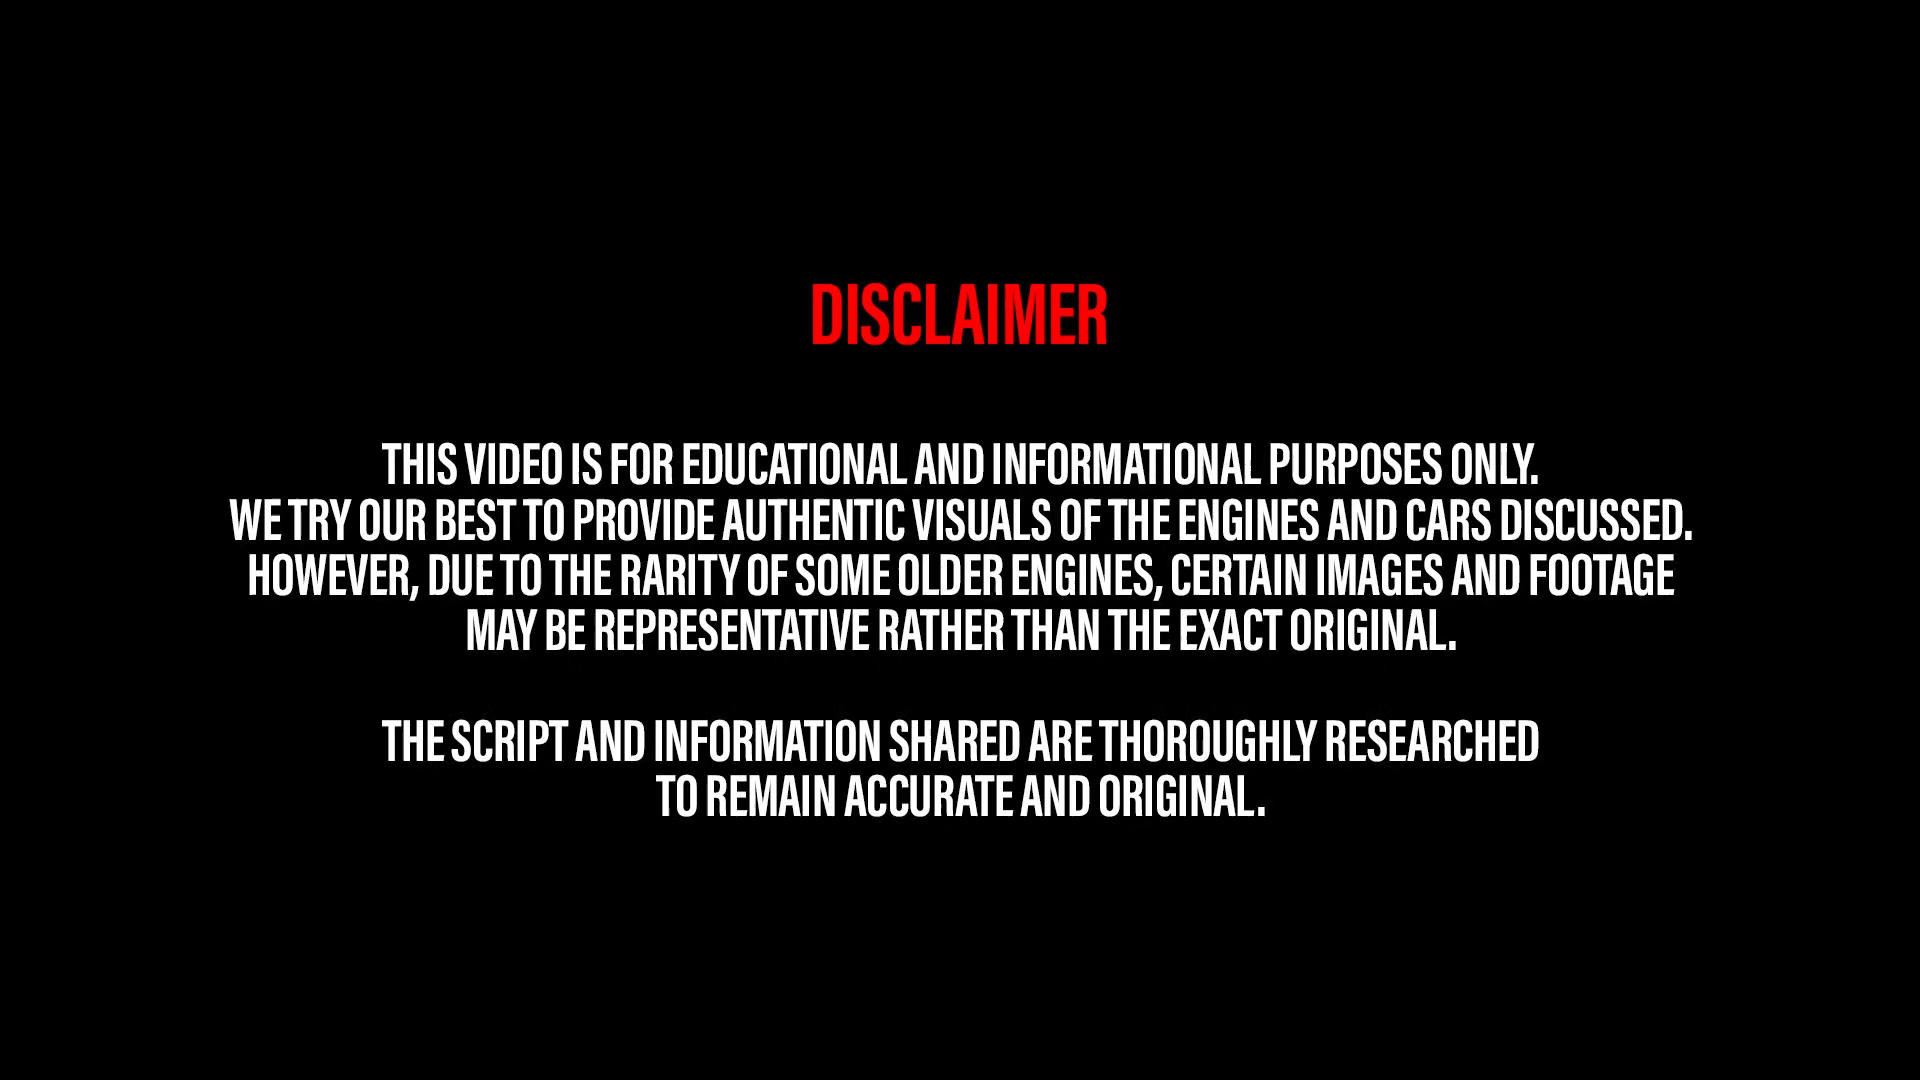 DISCLAIMER
THIS VIDEO IS FOR EDUCATIONAL AND INFORMATIONAL PURPOSES ONLY.
WE TRY OUR BEST TO PROVIDE AUTHENTIC VISUALS OF THE ENGINES AND CARS DISCUSSED.
HOWEVER, DUE TO THE RARITY OF SOME OLDER ENGINES, CERTAIN IMAGES AND FOOTAGE
MAY BE REPRESENTATIVE RATHER THAN THE EXACT ORIGINAL.
THE SCRIPT AND INFORMATION SHARED ARE THOROUGHLY RESEARCHED
TO REMAIN ACCURATE AND ORIGINAL.